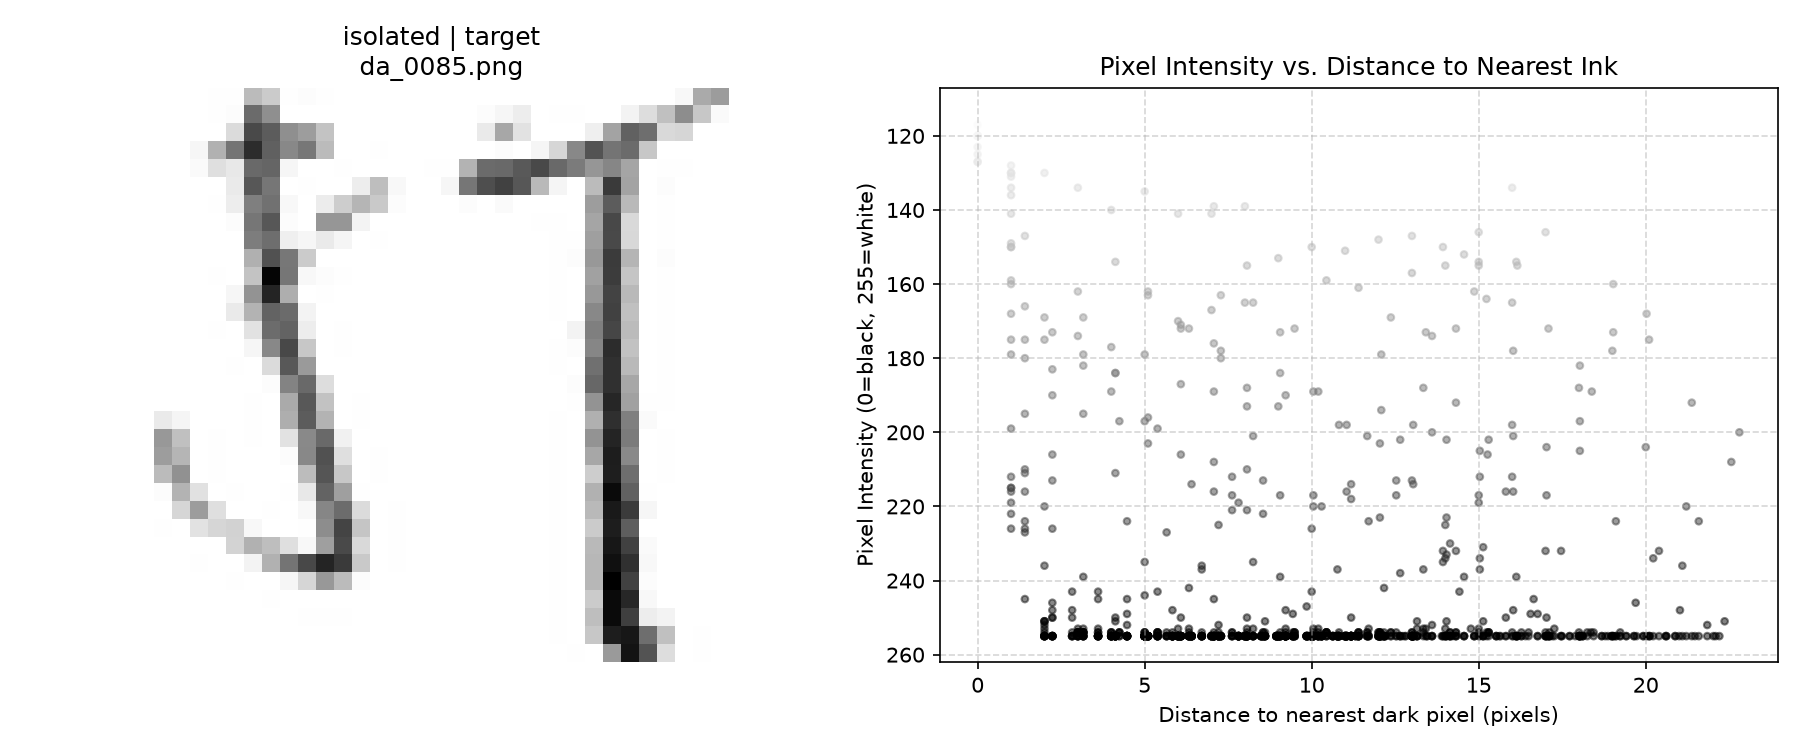 isolated | target
da_0085.png
Pixel Intensity vs. Distance to Nearest Ink
Pixel Intensity (0=black, 255=white)
120
140
160
180
200
220
240
260
0 5 10 15 20
Distance to nearest dark pixel (pixels)